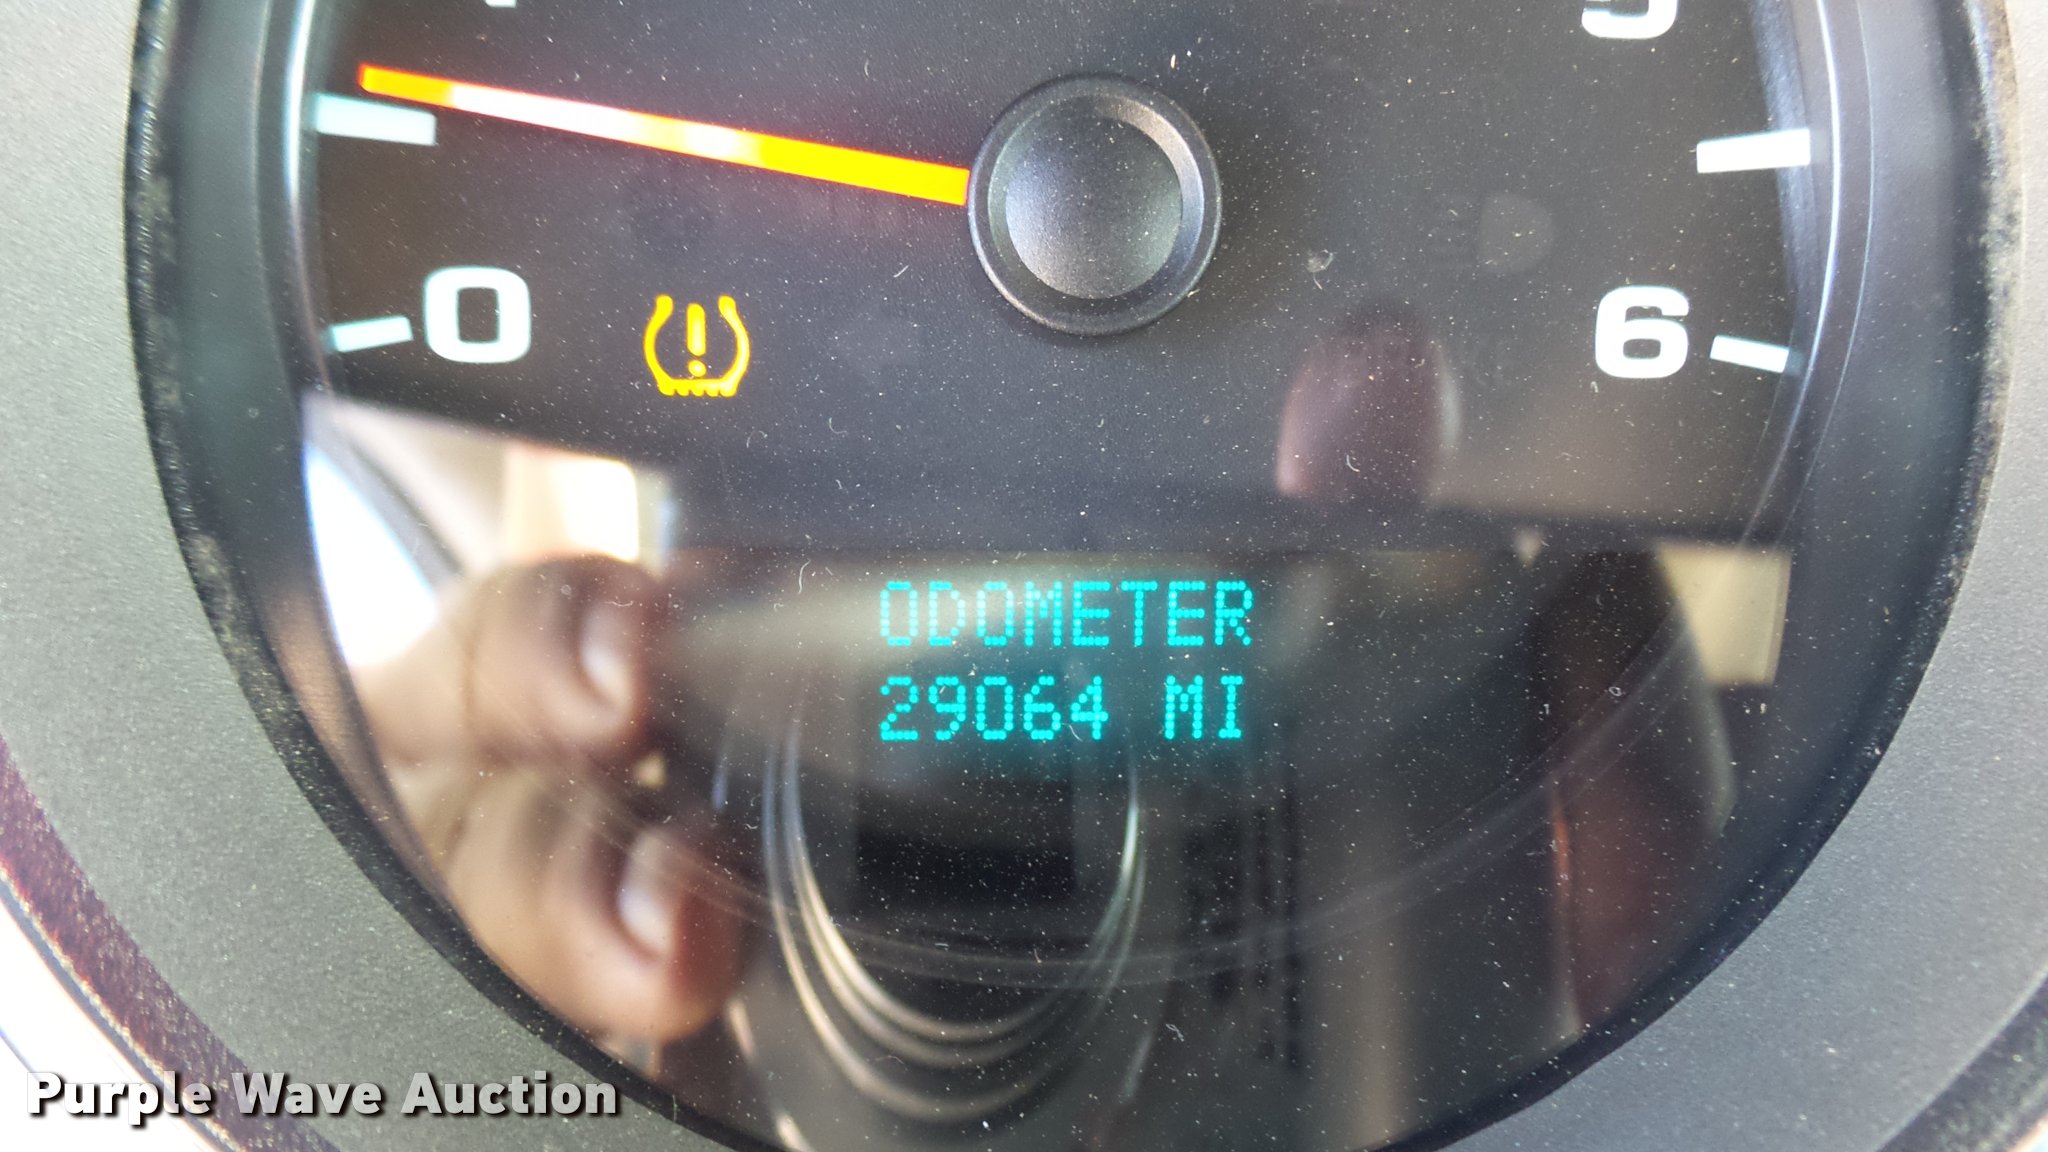 0
6
ODOMETER
29064 MI
Purple Wave Auction